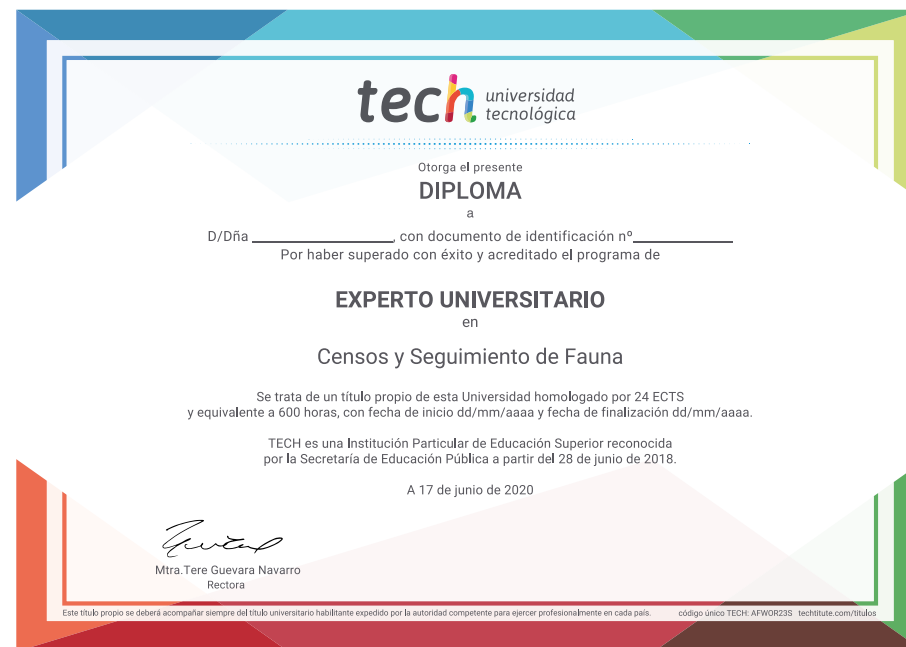 tech universidad
tecnológica
Otorga el presente
DIPLOMA
a
D/Dña ______________, con documento de identificación nº__________
Por haber superado con éxito y acreditado el programa de
EXPERTO UNIVERSITARIO
en
Censos y Seguimiento de Fauna
Se trata de un título propio de esta Universidad homologado por 24 ECTS
y equivalente a 600 horas, con fecha de inicio dd/mm/aaaa y fecha de finalización dd/mm/aaaa.
TECH es una Institución Particular de Educación Superior reconocida
por la Secretaría de Educación Pública a partir del 28 de junio de 2018.
A 17 de junio de 2020
Mtra.Tere Guevara Navarro
Rectora
Este título propio se deberá acompañar siempre del título universitario habilitante expedido por la autoridad competente para ejercer profesionalmente en cada país. código único TECH: AFWOR23S techtitute.com/titulos